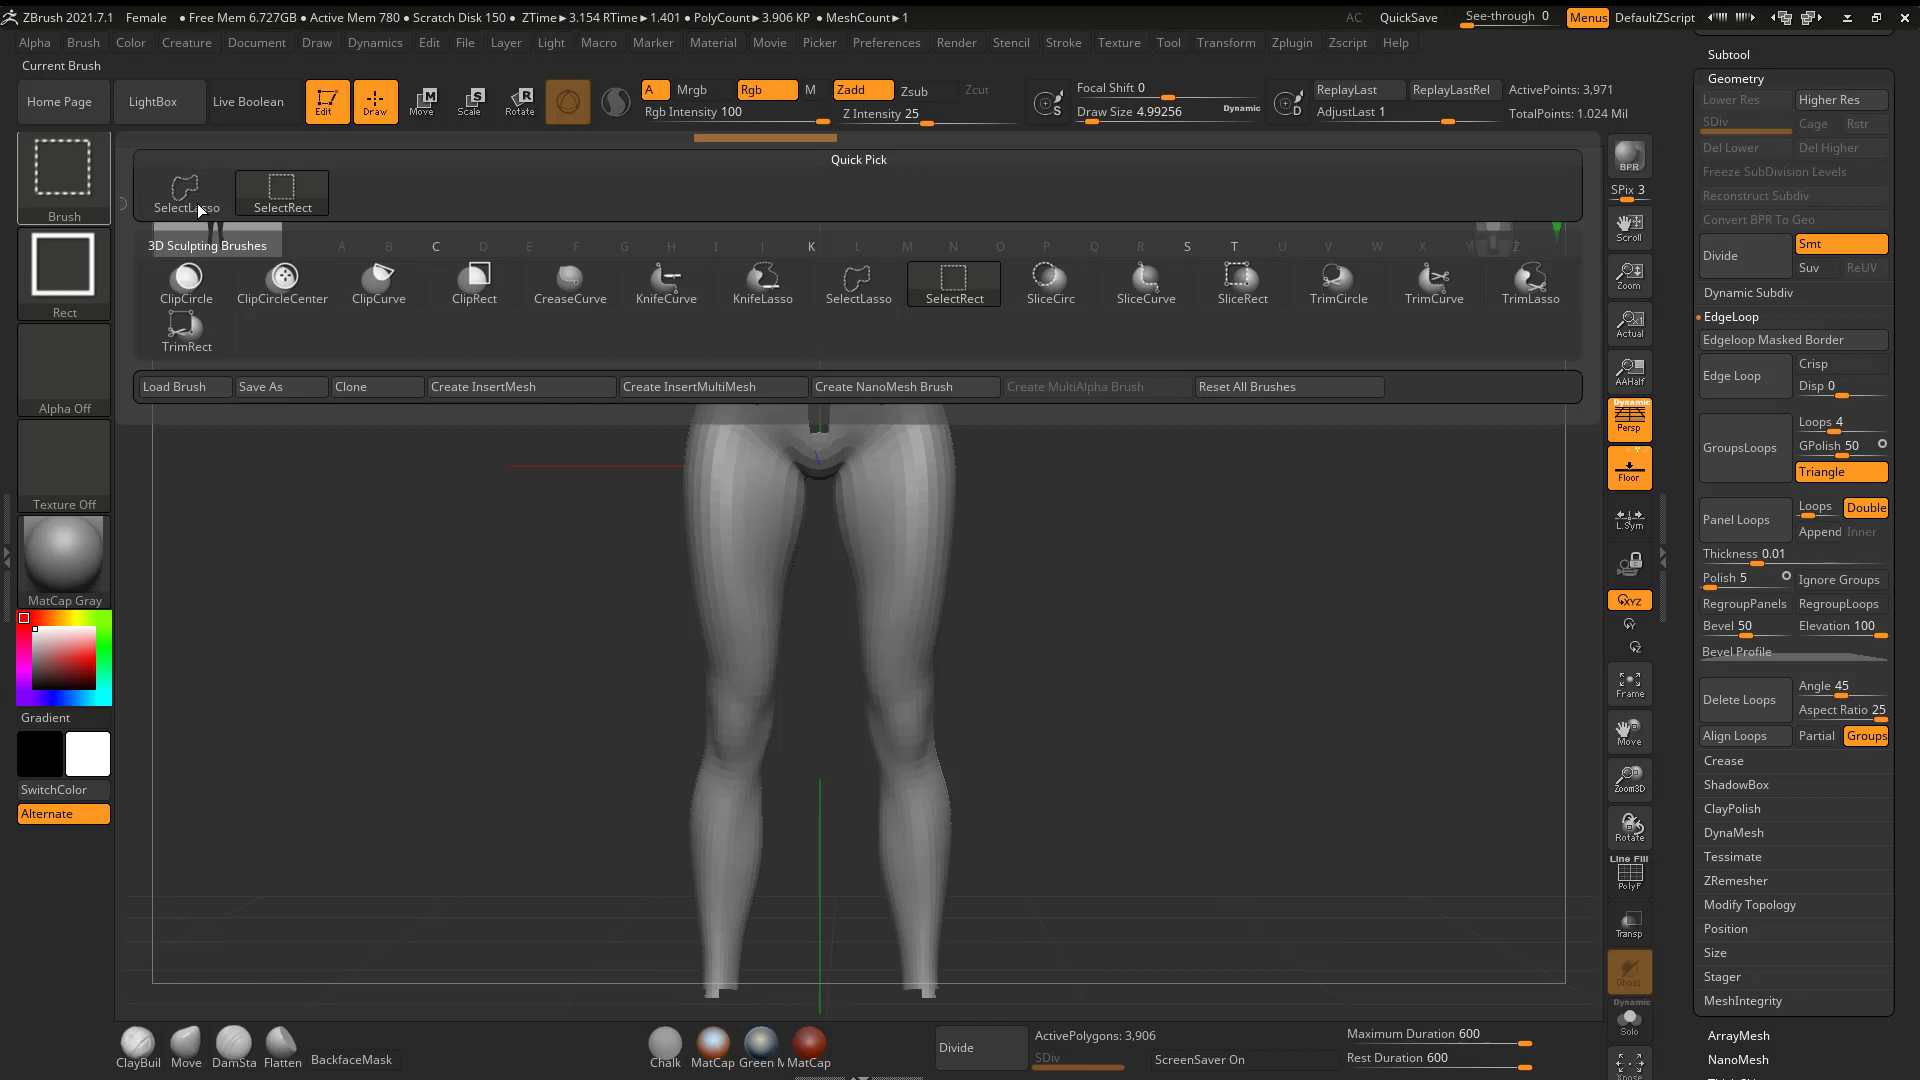 ZBrush 2021.7.1 Female • Free Mem 6.727GB • Active Mem 780 • Scratch Disk 150 • ZTime►3.154 RTime►1.401 • PolyCount►3.906 KP • MeshCount►1 AC QuickSave See-through 0 Menus DefaultZScript
Alpha Brush Color Creature Document Draw Dynamics Edit File Layer Light Macro Marker Material Movie Picker Preferences Render Stencil Stroke Texture Tool Transform Zplugin Zscript Help
Current Brush
Home Page LightBox Live Boolean Edit Draw Move Scale Rotate
A Mrgb Rgb M Zadd Zsub Zcut
Rgb Intensity 100 Z Intensity 25
Focal Shift 0
Draw Size 4.99256 Dynamic
S D
ReplayLast ReplayLastRel ActivePoints: 3,971
AdjustLast 1 TotalPoints: 1.024 Mil
Quick Pick
SelectLasso SelectRect
3D Sculpting Brushes A B C D E F G H I J K L M N O P Q R S T U V W X Y Z
ClipCircle ClipCircleCenter ClipCurve ClipRect CreaseCurve KnifeCurve KnifeLasso SelectLasso SelectRect SliceCirc SliceCurve SliceRect TrimCircle TrimCurve TrimLasso
TrimRect
Load Brush Save As Clone Create InsertMesh Create InsertMultiMesh Create NanoMesh Brush Create MultiAlpha Brush Reset All Brushes
Brush
Rect
Alpha Off
Texture Off
MatCap Gray
Gradient
SwitchColor
Alternate
BPR
SPix 3
Scroll
Zoom
Actual
AAHalf
Dynamic
Persp
Floor
L.Sym
XYZ
Y
Z
Frame
Move
Zoom3D
Rotate
Line Fill
PolyF
Transp
Ghost
Dynamic
Solo
Xpose
Subtool
Geometry
Lower Res Higher Res
SDiv Cage Rstr
Del Lower Del Higher
Freeze SubDivision Levels
Reconstruct Subdiv
Convert BPR To Geo
Divide Smt
Suv ReUV
Dynamic Subdiv
EdgeLoop
Edgeloop Masked Border
Edge Loop Crisp
Disp 0
GroupsLoops Loops 4
GPolish 50
Triangle
Panel Loops Loops Double
Append Inner
Thickness 0.01
Polish 5 Ignore Groups
RegroupPanels RegroupLoops
Bevel 50 Elevation 100
Bevel Profile
Delete Loops Angle 45
Aspect Ratio 25
Align Loops Partial Groups
Crease
ShadowBox
ClayPolish
DynaMesh
Tessimate
ZRemesher
Modify Topology
Position
Size
Stager
MeshIntegrity
ArrayMesh
NanoMesh
ClayBuil Move DamSta Flatten BackfaceMask
Chalk MatCap Green M MatCap
Divide ActivePolygons: 3,906
SDiv ScreenSaver On
Maximum Duration 600
Rest Duration 600